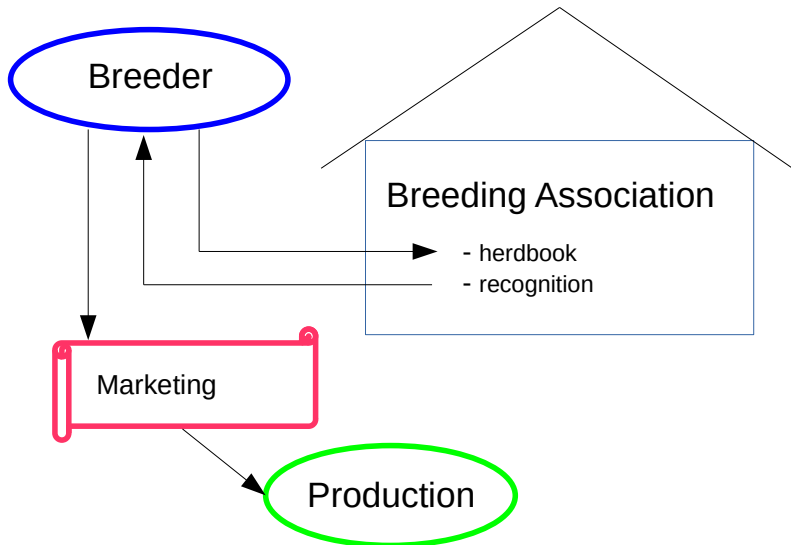 Breeder
Breeding Association
- herdbook
- recognition
Marketing
Production